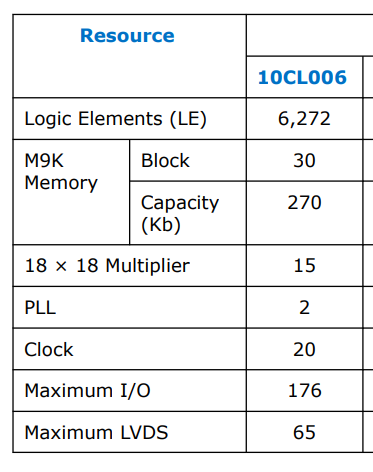 Resource
10CL006
Logic Elements (LE) 6,272
M9K Block 30
Memory
Capacity 270
(Kb)
18 × 18 Multiplier 15
PLL 2
Clock 20
Maximum I/O 176
Maximum LVDS 65